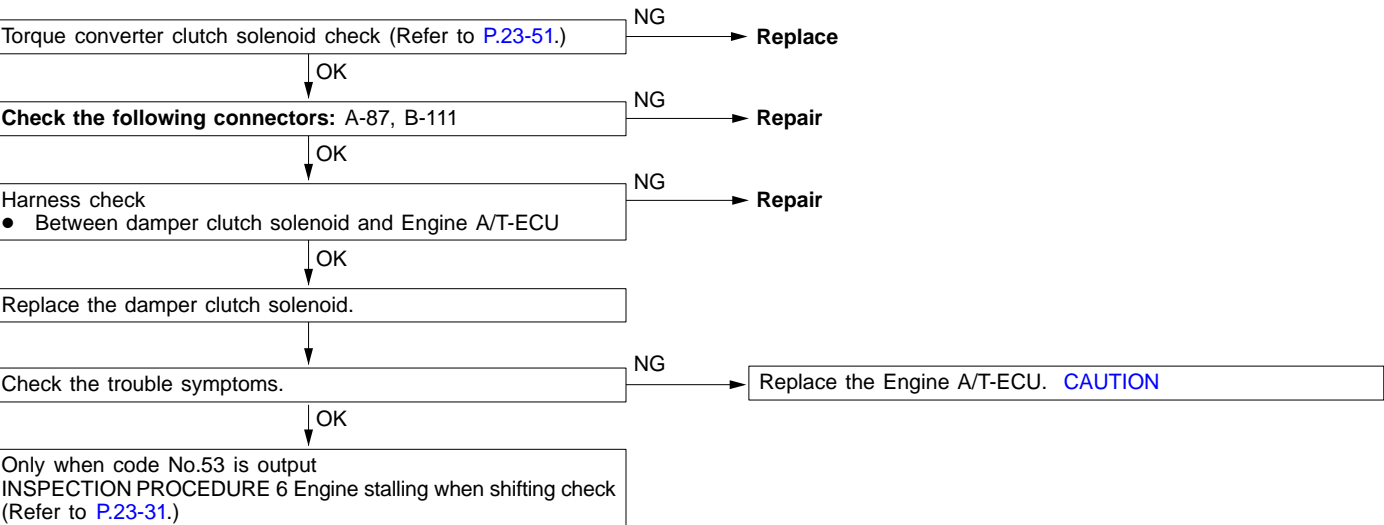 NG
Torque converter clutch solenoid check (Refer to P.23-51.)
Replace
OK
NG
Check the following connectors: A-87, B-111
Repair
OK
NG
Harness check
Repair
● Between damper clutch solenoid and Engine A/T-ECU
OK
Replace the damper clutch solenoid.
NG
Check the trouble symptoms.
Replace the Engine A/T-ECU. CAUTION
OK
Only when code No.53 is output
INSPECTION PROCEDURE 6 Engine stalling when shifting check
(Refer to P.23-31.)